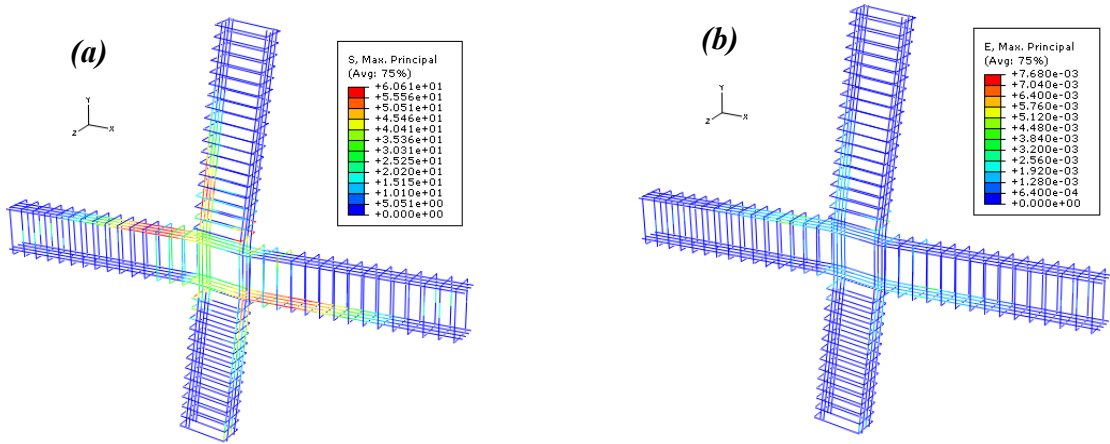 (a)
S, Max. Principal
(Avg: 75%)
+6.061e+01
+5.556e+01
+5.051e+01
+4.546e+01
+4.041e+01
+3.536e+01
+3.031e+01
+2.525e+01
+2.020e+01
+1.515e+01
+1.010e+01
+5.051e+00
+0.000e+00
Y
Z
X
(b)
E, Max. Principal
(Avg: 75%)
+7.680e-03
+7.040e-03
+6.400e-03
+5.760e-03
+5.120e-03
+4.480e-03
+3.840e-03
+3.200e-03
+2.560e-03
+1.920e-03
+1.280e-03
+6.400e-04
+0.000e+00
Y
Z
X